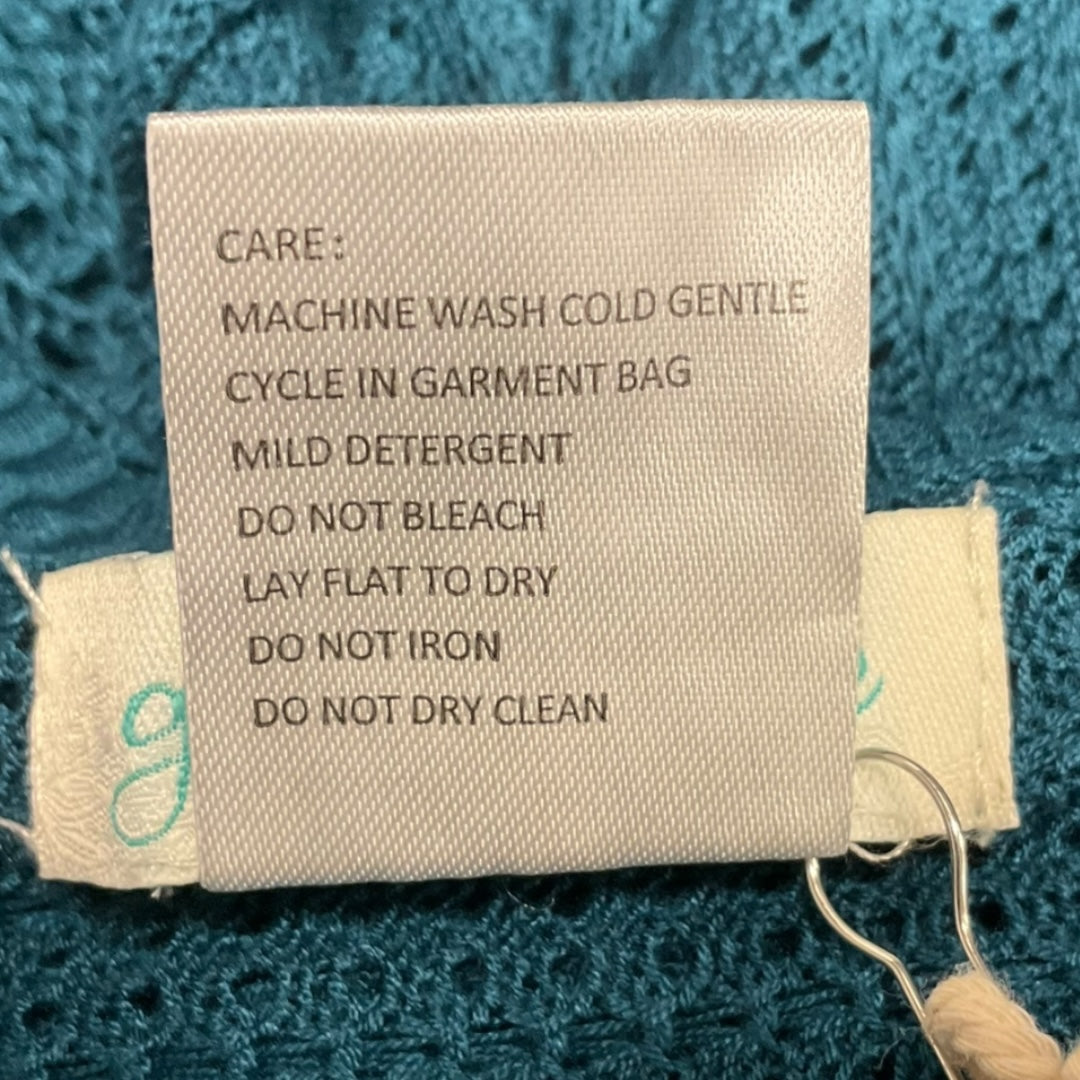 CARE:
MACHINE WASH COLD GENTLE
CYCLE IN GARMENT BAG
MILD DETERGENT
DO NOT BLEACH
LAY FLAT TO DRY
DO NOT IRON
DO NOT DRY CLEAN